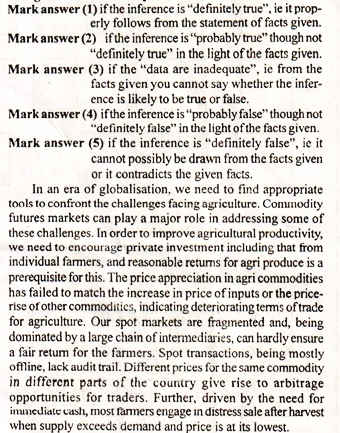 Mark answer (1) if the inference is “definitely true”, ie it prop-
erly follows from the statement of facts given.
Mark answer (2) if the inference is “probably true” though not
“definitely true” in the light of the facts given.
Mark answer (3) if the “data are inadequate”, ie from the
facts given you cannot say whether the infer-
ence is likely to be true or false.
Mark answer (4) if the inference is “probably false” though not
“definitely false” in the light of the facts given.
Mark answer (5) if the inference is “definitely false”, ie it
cannot possibly be drawn from the facts given
or it contradicts the given facts.
In an era of globalisation, we need to find appropriate
tools to confront the challenges facing agriculture. Commodity
futures markets can play a major role in addressing some of
these challenges. In order to improve agricultural productivity,
we need to encourage private investment including that from
individual farmers, and reasonable returns for agri produce is a
prerequisite for this. The price appreciation in agri commodities
has failed to match the increase in price of inputs or the price-
rise of other commodities, indicating deteriorating terms of trade
for agriculture. Our spot markets are fragmented and, being
dominated by a large chain of intermediaries, can hardly ensure
a fair return for the farmers. Spot transactions, being mostly
offline, lack audit trail. Different prices for the same commodity
in different parts of the country give rise to arbitrage
opportunities for traders. Further, driven by the need for
immediate cash, most farmers engage in distress sale after harvest
when supply exceeds demand and price is at its lowest.